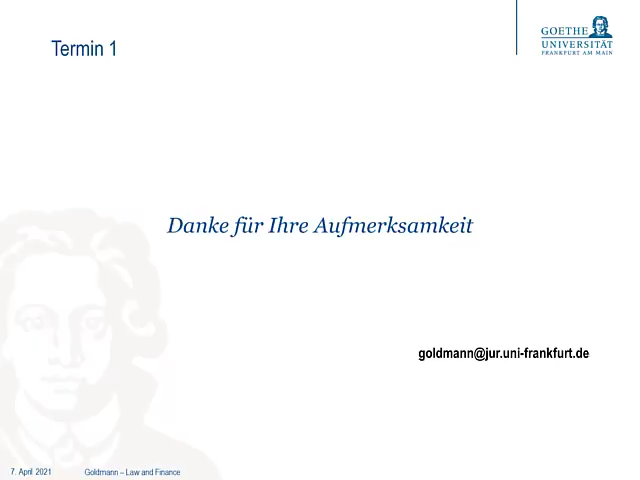 Termin 1
GOETHE
UNIVERSITÄT
FRANKFURT AM MAIN
Danke für Ihre Aufmerksamkeit
goldmann@jur.uni-frankfurt.de
7. April 2021
Goldmann – Law and Finance